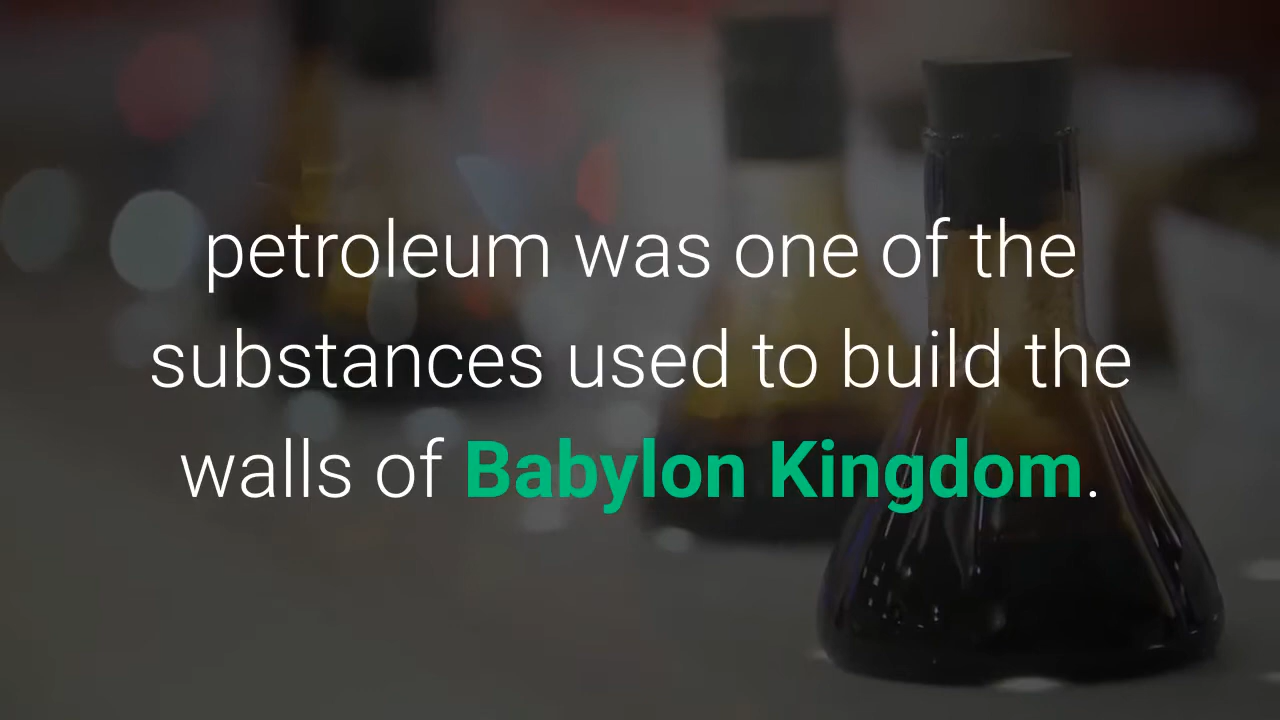 petroleum was one of the
substances used to build the
walls of Babylon Kingdom.